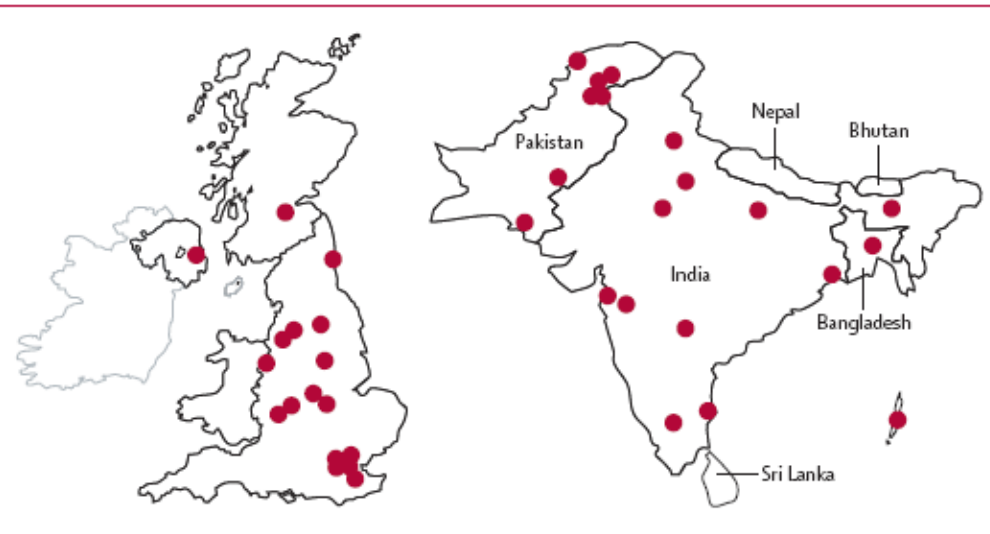 Nepal
Bhutan
Pakistan
India
Bangladesh
Sri Lanka